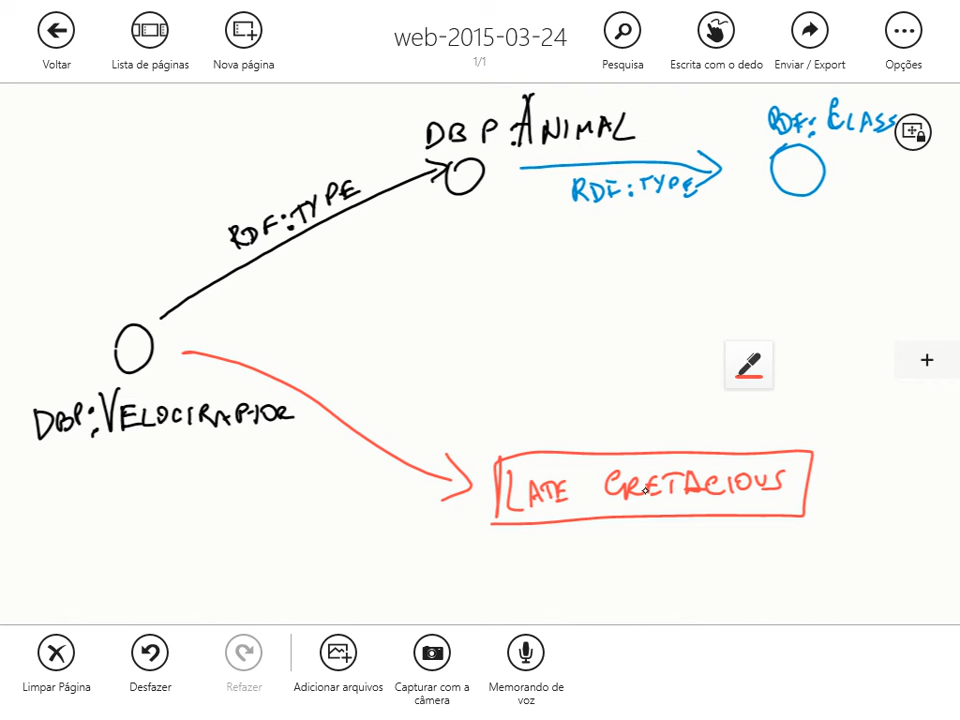 web-2015-03-24
1/1
Voltar
Lista de páginas
Nova página
Pesquisa
Escrita com o dedo
Enviar / Export
Opções
DBP:ANIMAL
RDF:CLASS
RDF:TYPE
RDF:TYPE
DBP:VELOCIRAPTOR
LATE CRETACIOUS
Limpar Página
Desfazer
Refazer
Adicionar arquivos
Capturar com a
câmera
Memorando de
voz